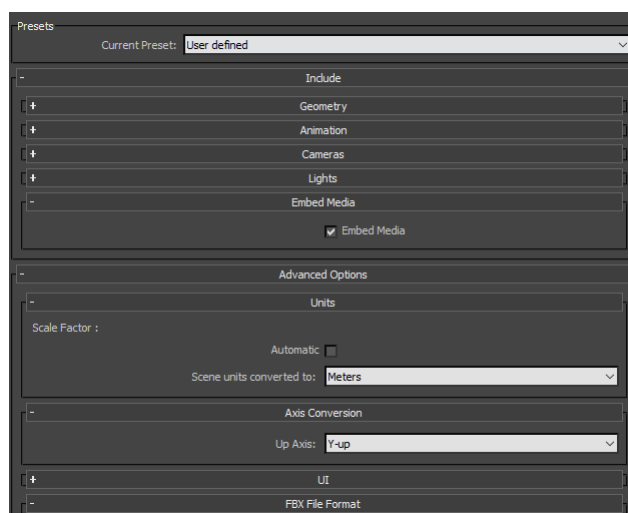 Presets
Current Preset: User defined
- Include
+ Geometry
+ Animation
+ Cameras
+ Lights
- Embed Media
Embed Media
- Advanced Options
- Units
Scale Factor :
Automatic
Scene units converted to: Meters
- Axis Conversion
Up Axis: Y-up
+ UI
- FBX File Format